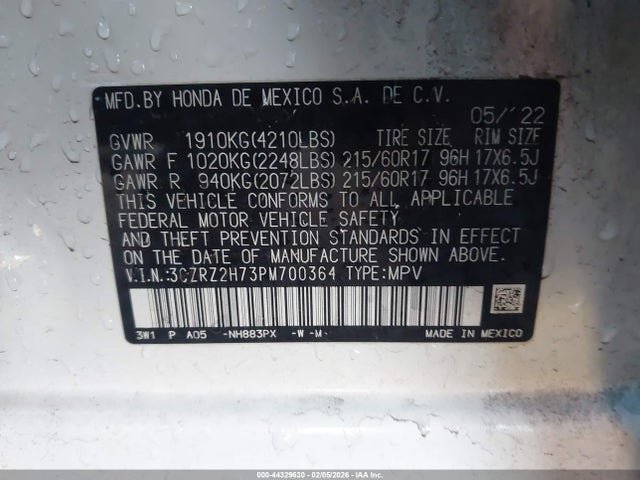 MFD.BY HONDA DE MEXICO S.A. DE C.V.
05/'22
GVWR 1910KG(4210LBS) TIRE SIZE RIM SIZE
GAWR F 1020KG(2248LBS) 215/60R17 96H 17X6.5J
GAWR R 940KG(2072LBS) 215/60R17 96H 17X6.5J
THIS VEHICLE CONFORMS TO ALL APPLICABLE
FEDERAL MOTOR VEHICLE SAFETY
AND THEFT PREVENTION STANDARDS IN EFFECT
ON THE DATE OF MANUFACTURE SHOWN ABOVE.
V.I.N.:3CZRZ2H73PM700364 TYPE:MPV
3W1 P A05 -NH883PX -W-M- MADE IN MEXICO
000-44329630 - 02/05/2026 - IAA Inc.